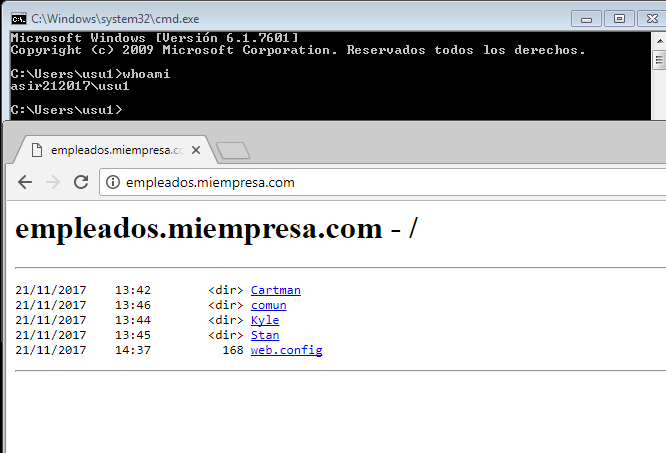 C:\Windows\system32\cmd.exe
Microsoft Windows [Versión 6.1.7601]
Copyright (c) 2009 Microsoft Corporation. Reservados todos los derechos.
C:\Users\usu1>whoami
asir212017\usu1
C:\Users\usu1>
empleados.miempresa.co
empleados.miempresa.com
empleados.miempresa.com - /
21/11/2017 13:42 <dir> Cartman
21/11/2017 13:46 <dir> comun
21/11/2017 13:44 <dir> Kyle
21/11/2017 13:45 <dir> Stan
21/11/2017 14:37 168 web.config